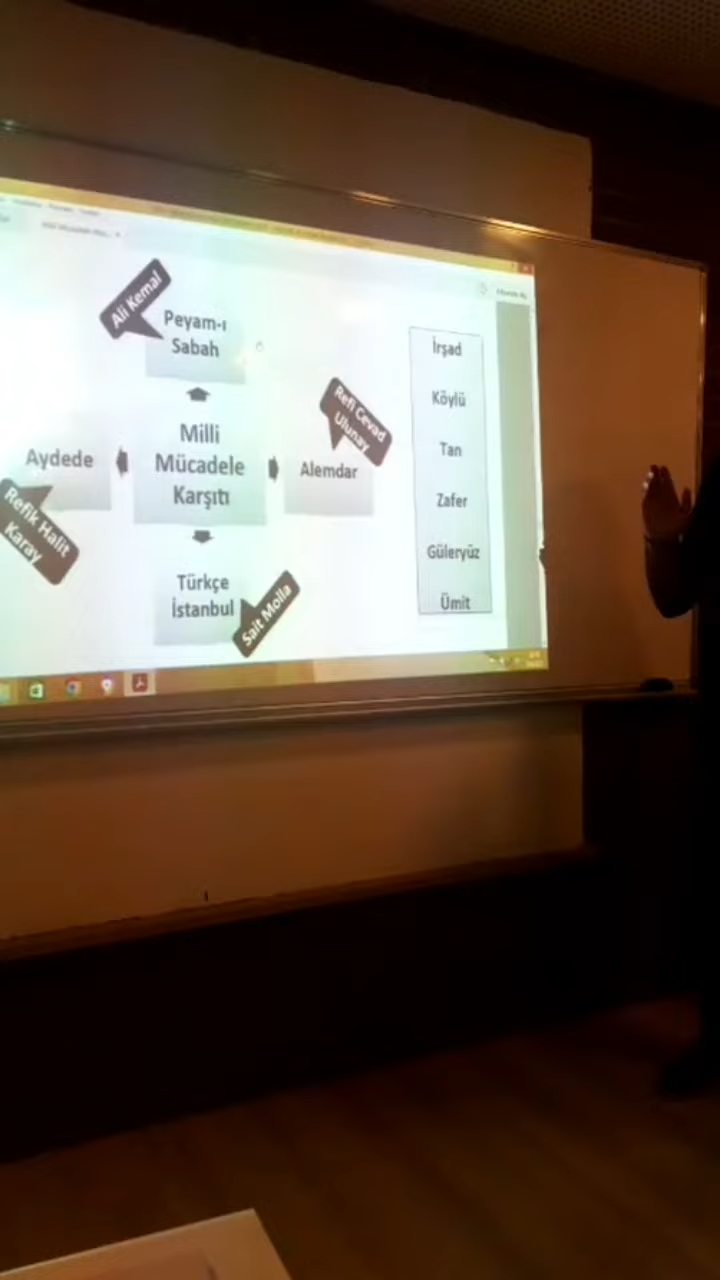 Ali Kemal
Peyam-ı
Sabah
Refi Cevad
Ulunay
Milli
Mücadele
Karşıtı
Aydede
Alemdar
Refik Halit
Karay
Türkçe
İstanbul
Sait Molla
İrşad
Köylü
Tan
Zafer
Güleryüz
Ümit